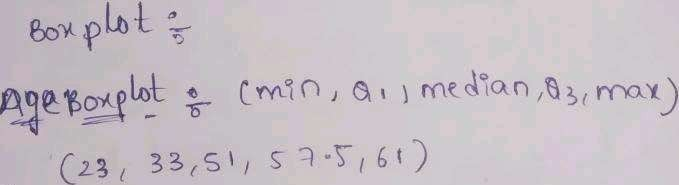 Boxplot :-
Age Boxplot :- (min, Q1, median, Q3, max)
(23, 33, 51, 57.5, 61)